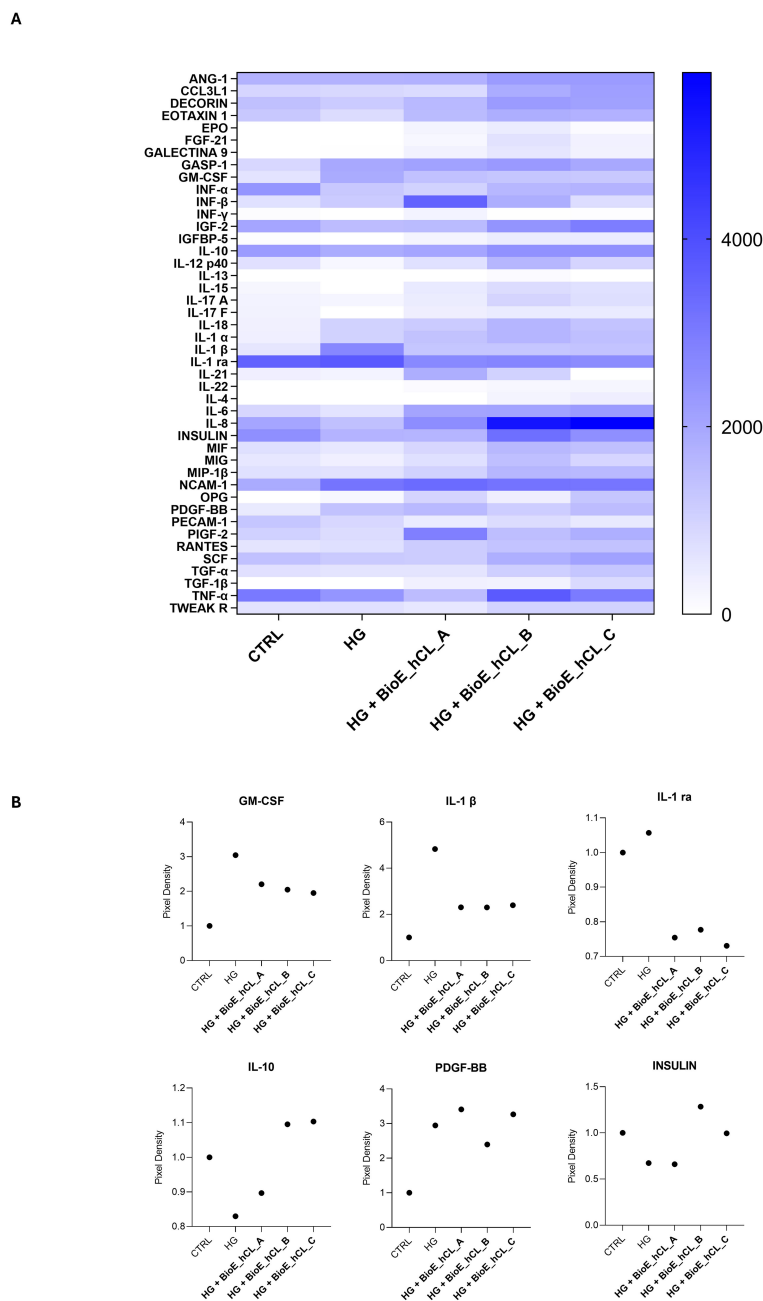 A
ANG-1
CCL3L1
DECORIN
EOTAXIN 1
EPO
FGF-21
GALECTINA 9
GASP-1
GM-CSF
INF-α
INF-β
INF-γ
IGF-2
IGFBP-5
IL-10
IL-12 p40
IL-13
IL-15
IL-17 A
IL-17 F
IL-18
IL-1 α
IL-1 β
IL-1 ra
IL-21
IL-22
IL-4
IL-6
IL-8
INSULIN
MIF
MIG
MIP-1β
NCAM-1
OPG
PDGF-BB
PECAM-1
PIGF-2
RANTES
SCF
TGF-α
TGF-1β
TNF-α
TWEAK R
4000
2000
0
CTRL
HG
HG + BioE_hCL_A
HG + BioE_hCL_B
HG + BioE_hCL_C
B
GM-CSF
Pixel Density
4
3
2
1
0
CTRL
HG
HG + BioE_hCL_A
HG + BioE_hCL_B
HG + BioE_hCL_C
IL-1 β
Pixel Density
6
4
2
0
CTRL
HG
HG + BioE_hCL_A
HG + BioE_hCL_B
HG + BioE_hCL_C
IL-1 ra
Pixel Density
1.1
1.0
0.9
0.8
0.7
CTRL
HG
HG + BioE_hCL_A
HG + BioE_hCL_B
HG + BioE_hCL_C
IL-10
Pixel Density
1.2
1.1
1.0
0.9
0.8
CTRL
HG
HG + BioE_hCL_A
HG + BioE_hCL_B
HG + BioE_hCL_C
PDGF-BB
Pixel Density
4
3
2
1
0
CTRL
HG
HG + BioE_hCL_A
HG + BioE_hCL_B
HG + BioE_hCL_C
INSULIN
Pixel Density
1.5
1.0
0.5
0.0
CTRL
HG
HG + BioE_hCL_A
HG + BioE_hCL_B
HG + BioE_hCL_C